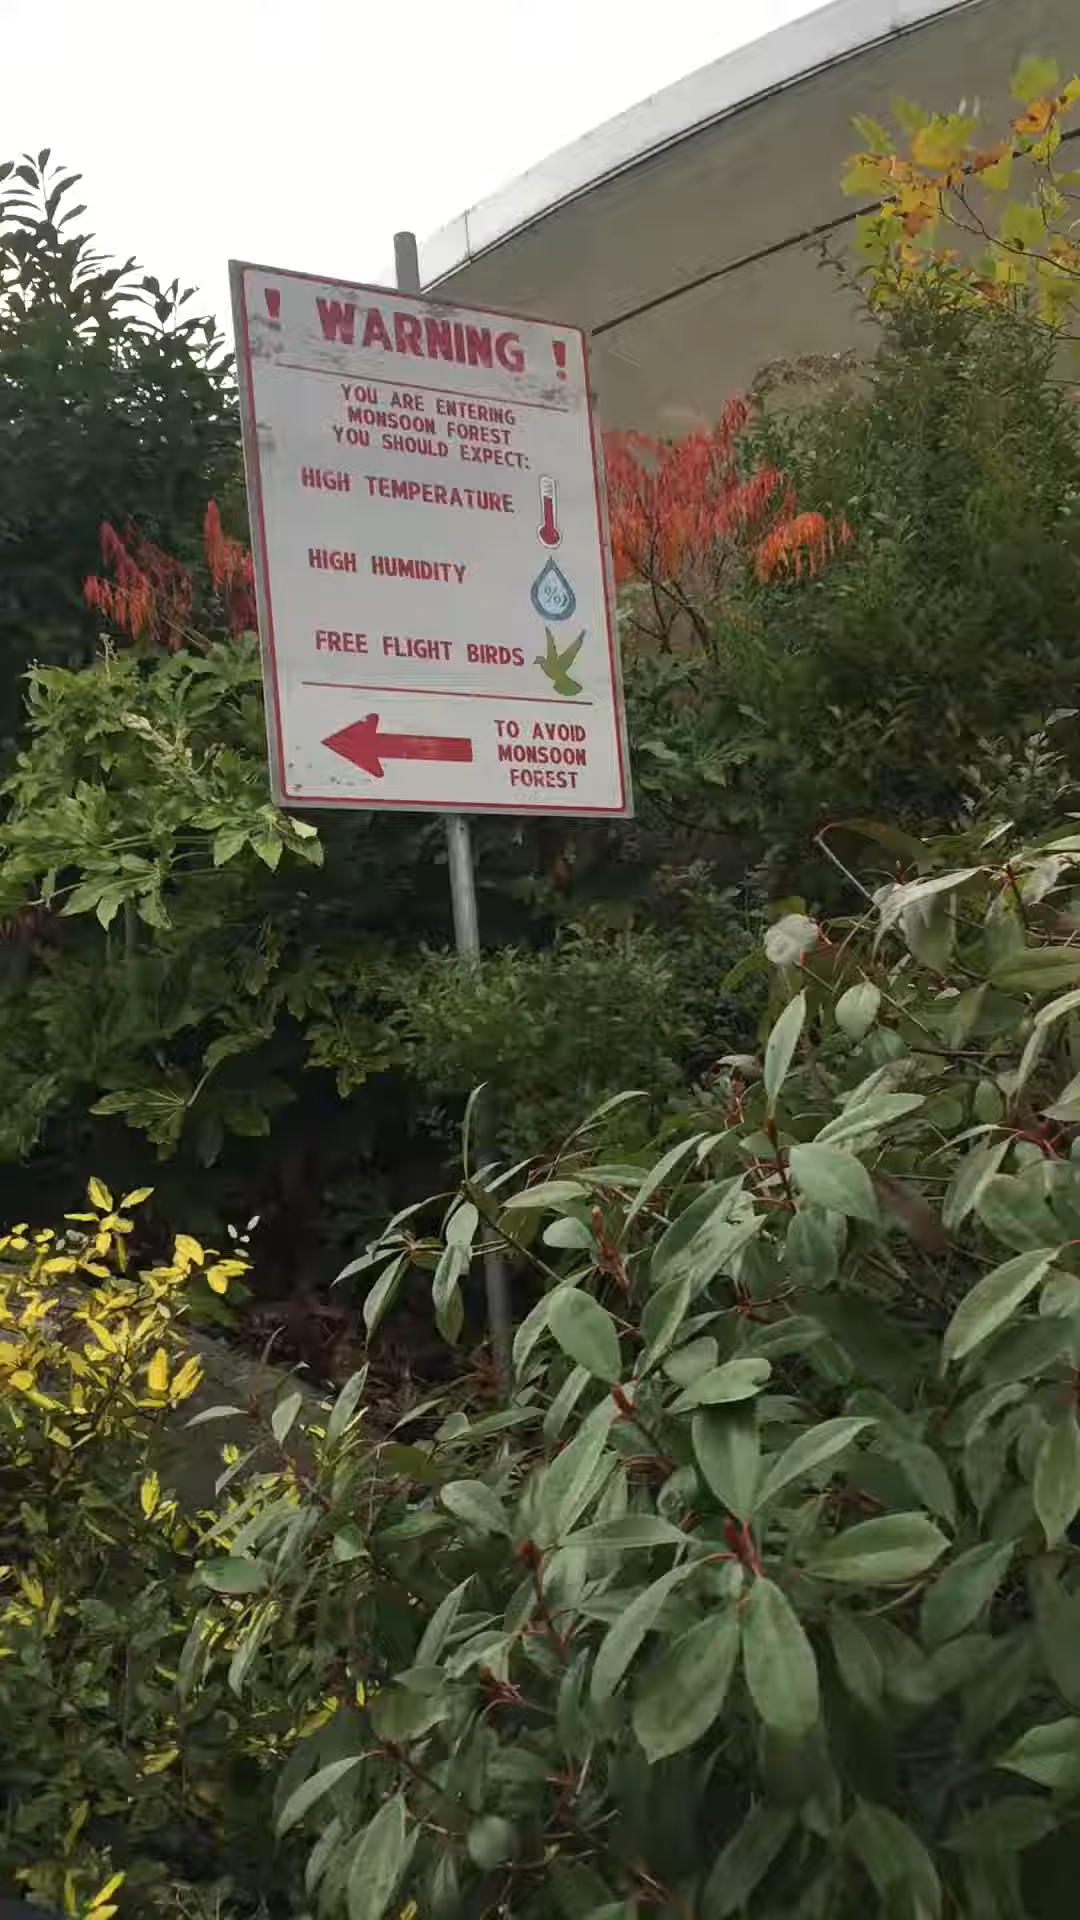 ! WARNING !
YOU ARE ENTERING
MONSOON FOREST
YOU SHOULD EXPECT:
HIGH TEMPERATURE
HIGH HUMIDITY
%
FREE FLIGHT BIRDS
TO AVOID
MONSOON
FOREST